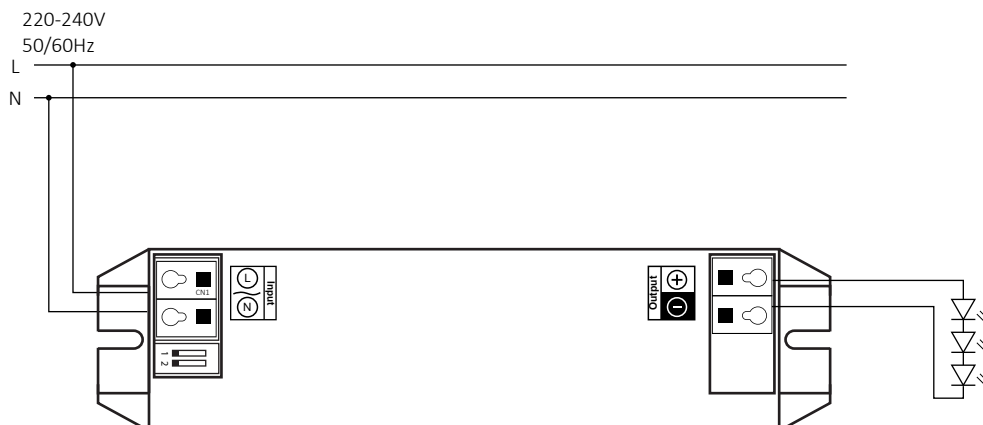 220-240V
50/60Hz
L
N
CN1
L
N
Input
Output
+
−
1
2